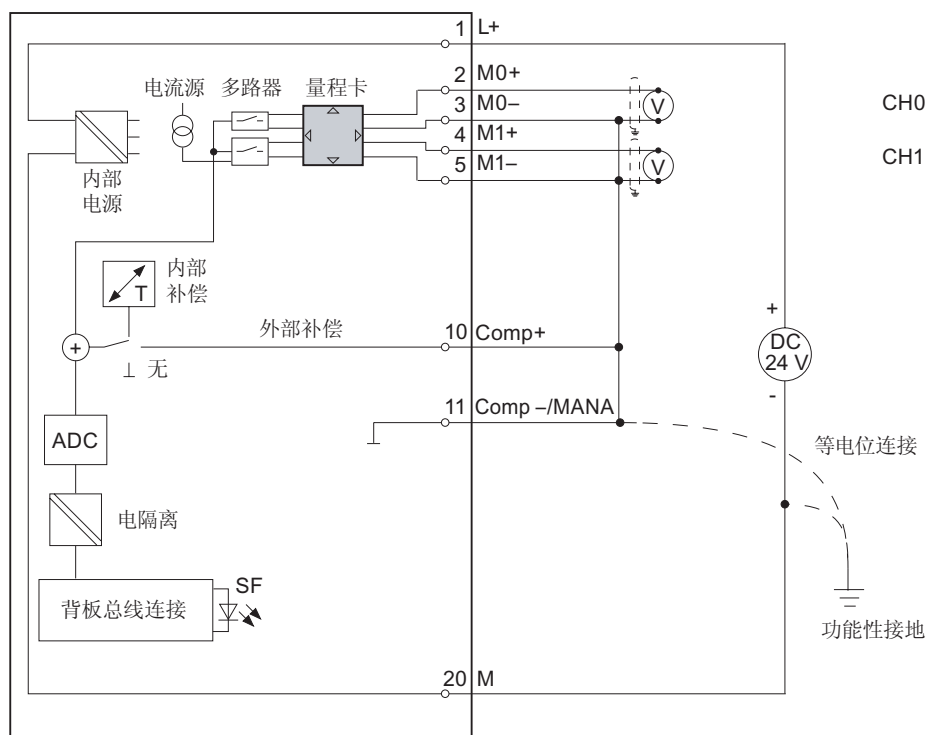 1 L+
2 M0+
电流源 多路器 量程卡
3 M0–
V
CH0
4 M1+
CH1
5 M1–
V
内部
电源
内部
补偿
T
外部补偿
10 Comp+
+
⊥ 无
+
DC
24 V
-
11 Comp –/MANA
ADC
等电位连接
电隔离
SF
背板总线连接
功能性接地
20 M